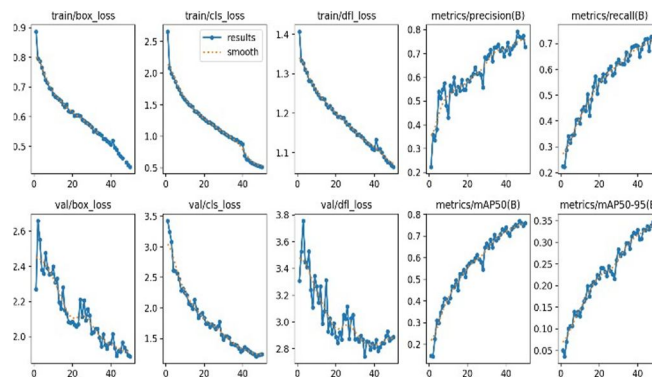 train/box_loss
train/cls_loss
train/dfl_loss
metrics/precision(B)
metrics/recall(B)
0.9
0.8
0.7
0.6
0.5
2.5
2.0
1.5
1.0
0.5
results
smooth
1.4
1.3
1.2
1.1
0.8
0.7
0.6
0.5
0.4
0.3
0.2
0.7
0.6
0.5
0.4
0.3
0.2
0 20 40
0 20 40
0 20 40
0 20 40
0 20 40
val/box_loss
val/cls_loss
val/dfl_loss
metrics/mAP50(B)
metrics/mAP50-95(B
2.6
2.4
2.2
2.0
3.5
3.0
2.5
2.0
1.5
3.6
3.4
3.2
3.0
2.8
0.8
0.6
0.4
0.2
0.35
0.30
0.25
0.20
0.15
0.10
0.05
0 20 40
0 20 40
0 20 40
0 20 40
0 20 40